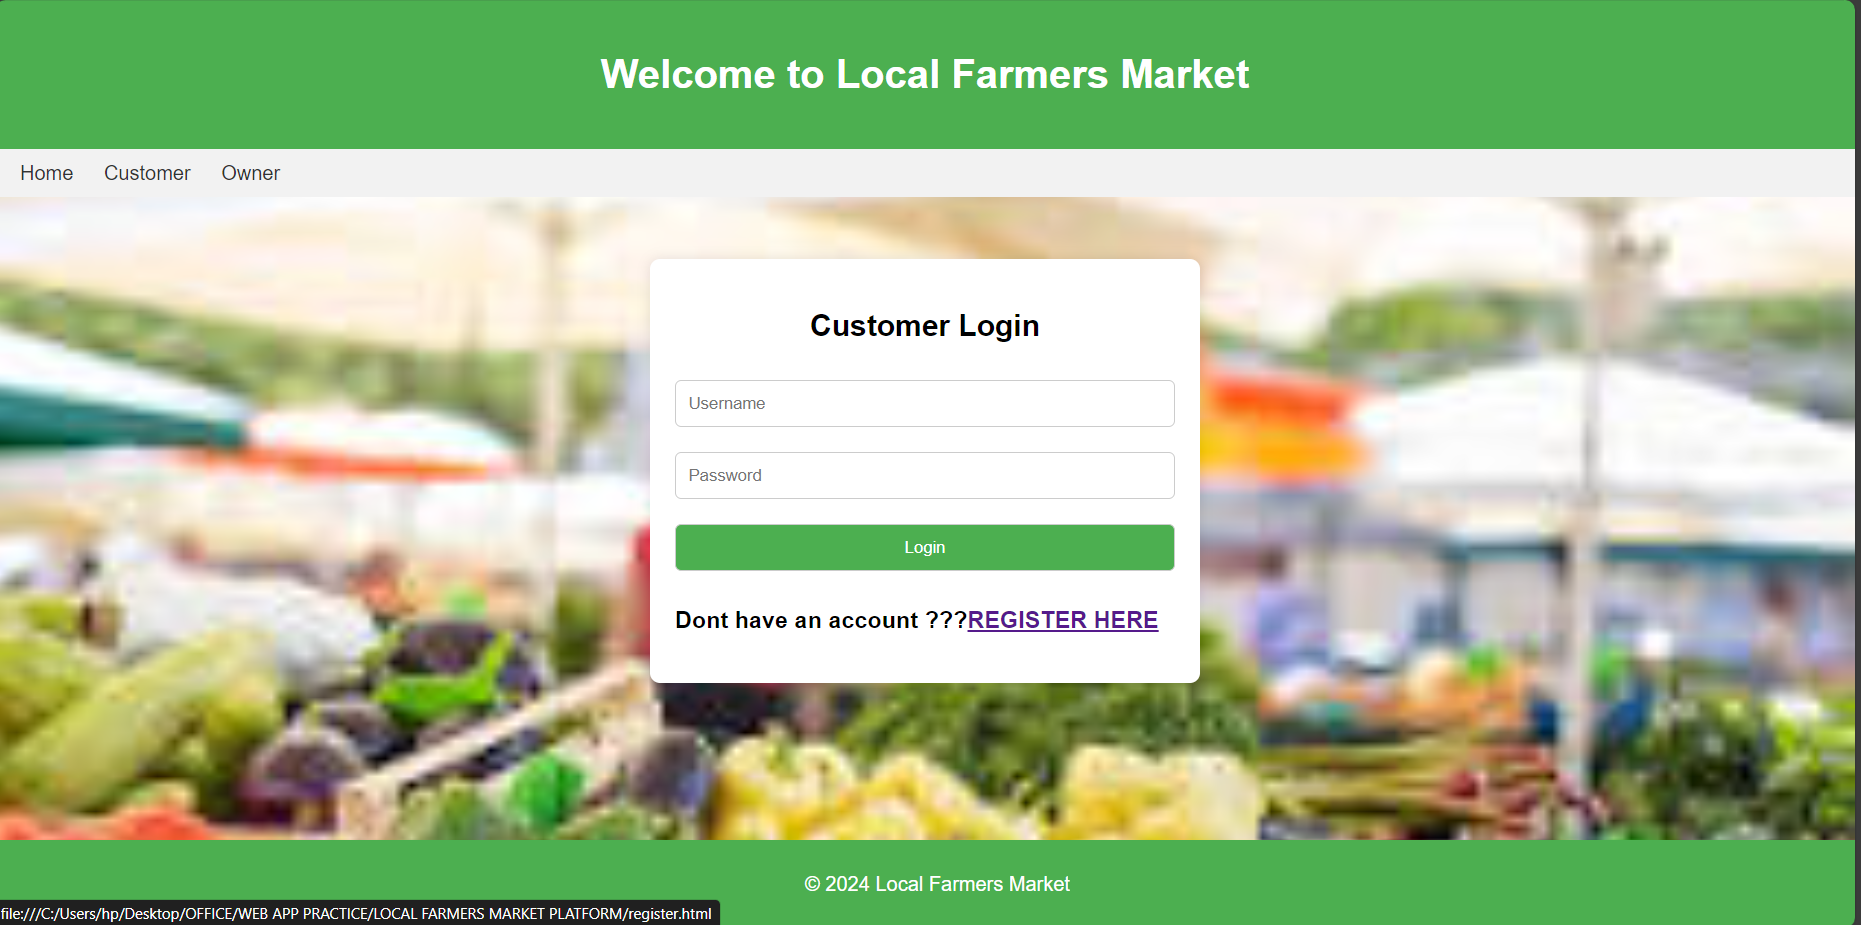 Welcome to Local Farmers Market
Home Customer Owner
Customer Login
Username
Password
Login
Dont have an account ???REGISTER HERE
© 2024 Local Farmers Market
file:///C:/Users/hp/Desktop/OFFICE/WEB APP PRACTICE/LOCAL FARMERS MARKET PLATFORM/register.html